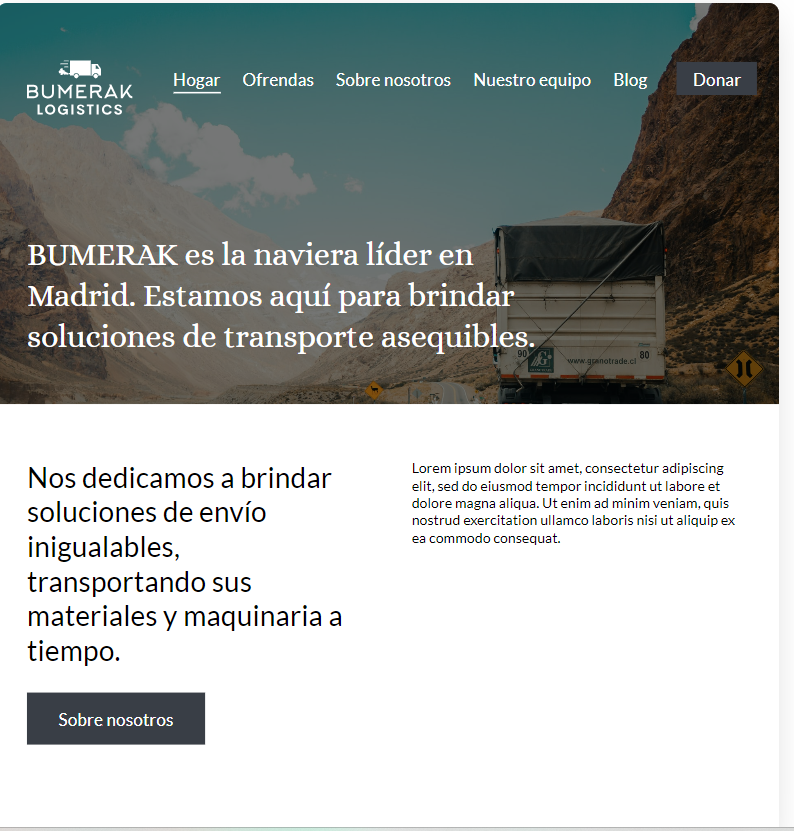 BUMERAK
LOGISTICS
Hogar Ofrendas Sobre nosotros Nuestro equipo Blog Donar
BUMERAK es la naviera líder en
Madrid. Estamos aquí para brindar
soluciones de transporte asequibles.
90 www.granotrade.cl 80
Nos dedicamos a brindar
soluciones de envío
inigualables,
transportando sus
materiales y maquinaria a
tiempo.
Sobre nosotros
Lorem ipsum dolor sit amet, consectetur adipiscing
elit, sed do eiusmod tempor incididunt ut labore et
dolore magna aliqua. Ut enim ad minim veniam, quis
nostrud exercitation ullamco laboris nisi ut aliquip ex
ea commodo consequat.